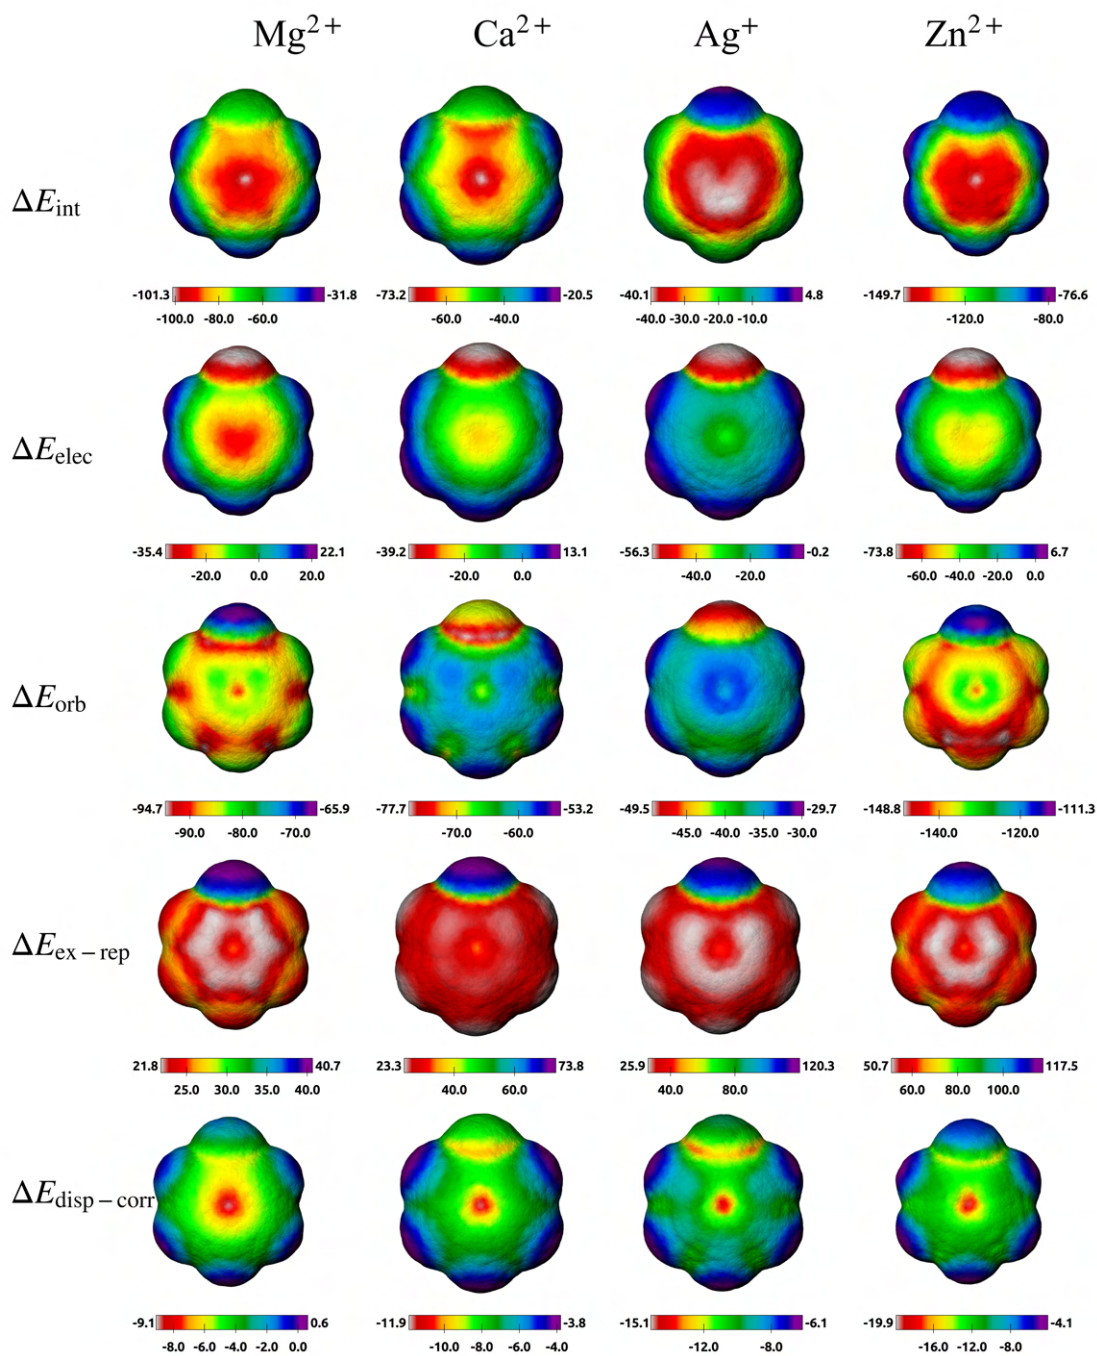 Mg²⁺ Ca²⁺ Ag⁺ Zn²⁺
ΔE_int
-101.3 -31.8 -73.2 -20.5 -40.1 4.8 -149.7 -76.6
-100.0 -80.0 -60.0 -60.0 -40.0 -40.0 -30.0 -20.0 -10.0 -120.0 -80.0
ΔE_elec
-35.4 22.1 -39.2 13.1 -56.3 -0.2 -73.8 6.7
-20.0 0.0 20.0 -20.0 0.0 -40.0 -20.0 -60.0 -40.0 -20.0 0.0
ΔE_orb
-94.7 -65.9 -77.7 -53.2 -49.5 -29.7 -148.8 -111.3
-90.0 -80.0 -70.0 -70.0 -60.0 -45.0 -40.0 -35.0 -30.0 -140.0 -120.0
ΔE_ex–rep
21.8 40.7 23.3 73.8 25.9 120.3 50.7 117.5
25.0 30.0 35.0 40.0 40.0 60.0 40.0 80.0 60.0 80.0 100.0
ΔE_disp–corr
-9.1 0.6 -11.9 -3.8 -15.1 -6.1 -19.9 -4.1
-8.0 -6.0 -4.0 -2.0 0.0 -10.0 -8.0 -6.0 -4.0 -12.0 -8.0 -16.0 -12.0 -8.0